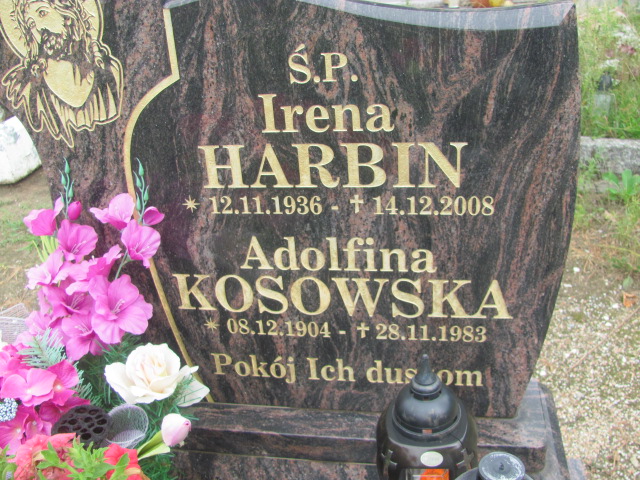 Ś.P.
Irena
HARBIN
* 12.11.1936 - † 14.12.2008
Adolfina
KOSOWSKA
* 08.12.1904 - † 28.11.1983
Pokój Ich duszom